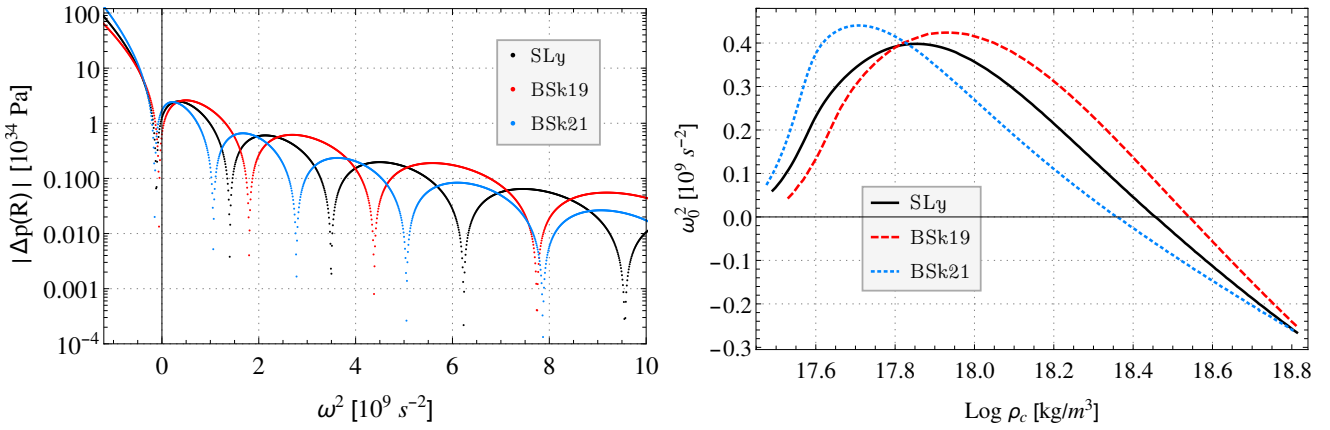 |Δp(R)| [10^34 Pa]
100
10
1
0.100
0.010
0.001
10^-4
SLy
BSk19
BSk21
0 2 4 6 8 10
ω^2 [10^9 s^-2]
ω_0^2 [10^9 s^-2]
0.4
0.3
0.2
0.1
0.0
−0.1
−0.2
−0.3
SLy
BSk19
BSk21
17.6 17.8 18.0 18.2 18.4 18.6 18.8
Log ρ_c [kg/m^3]